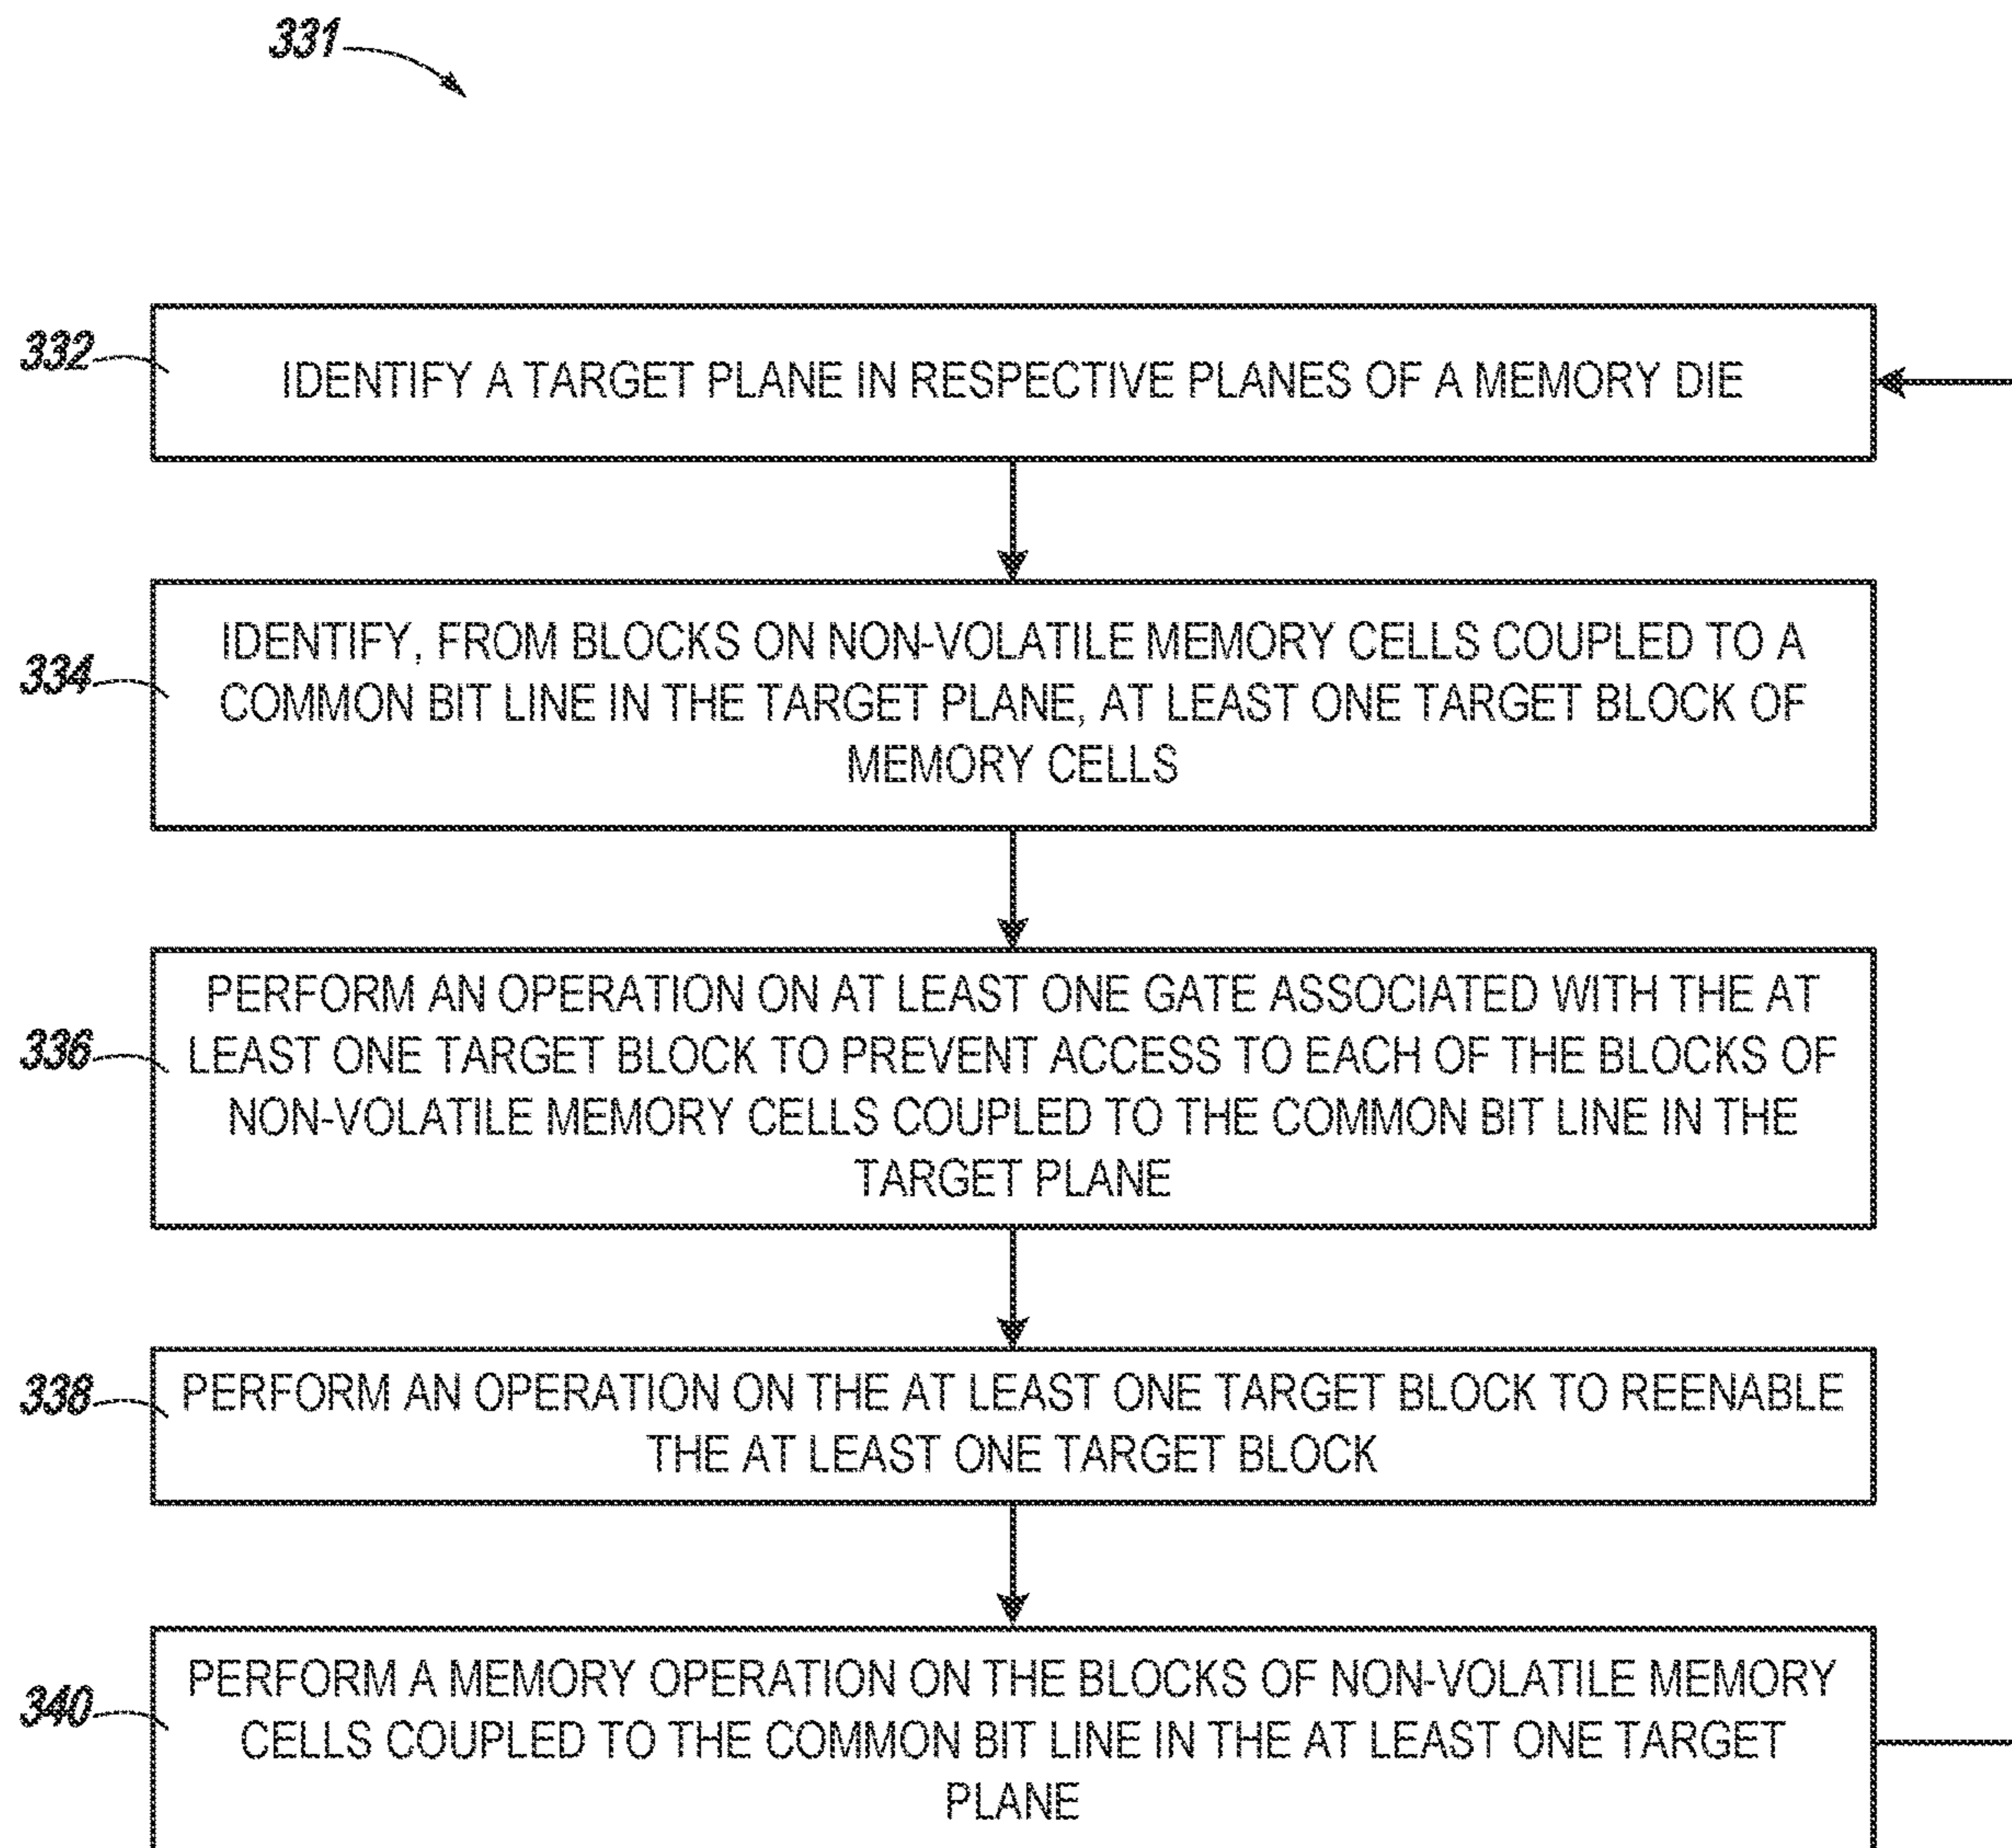 331
332
IDENTIFY A TARGET PLANE IN RESPECTIVE PLANES OF A MEMORY DIE
334
IDENTIFY, FROM BLOCKS ON NON-VOLATILE MEMORY CELLS COUPLED TO A
COMMON BIT LINE IN THE TARGET PLANE, AT LEAST ONE TARGET BLOCK OF
MEMORY CELLS
336
PERFORM AN OPERATION ON AT LEAST ONE GATE ASSOCIATED WITH THE AT
LEAST ONE TARGET BLOCK TO PREVENT ACCESS TO EACH OF THE BLOCKS OF
NON-VOLATILE MEMORY CELLS COUPLED TO THE COMMON BIT LINE IN THE
TARGET PLANE
338
PERFORM AN OPERATION ON THE AT LEAST ONE TARGET BLOCK TO REENABLE
THE AT LEAST ONE TARGET BLOCK
340
PERFORM A MEMORY OPERATION ON THE BLOCKS OF NON-VOLATILE MEMORY
CELLS COUPLED TO THE COMMON BIT LINE IN THE AT LEAST ONE TARGET
PLANE